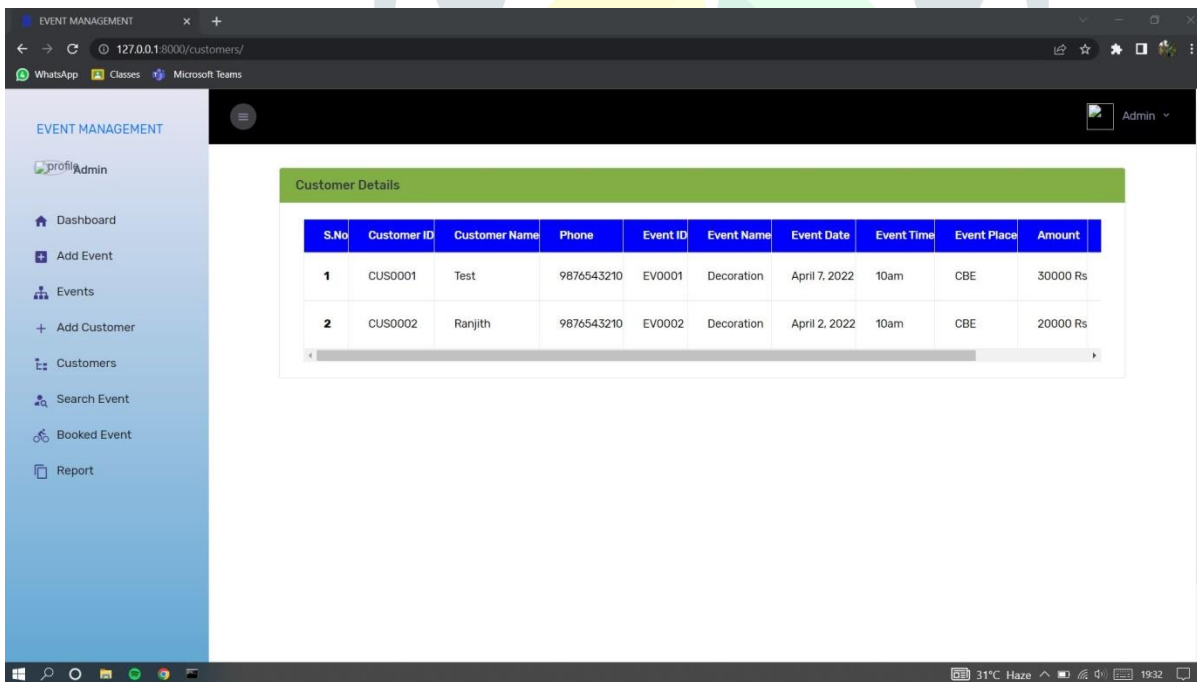 EVENT MANAGEMENT
127.0.0.1:8000/customers/
WhatsApp Classes Microsoft Teams
EVENT MANAGEMENT
Admin
profile Admin
Customer Details
Dashboard
Add Event
Events
Add Customer
Customers
Search Event
Booked Event
Report
S.No Customer ID Customer Name Phone Event ID Event Name Event Date Event Time Event Place Amount
1 CUS0001 Test 9876543210 EV0001 Decoration April 7, 2022 10am CBE 30000 Rs
2 CUS0002 Ranjith 9876543210 EV0002 Decoration April 2, 2022 10am CBE 20000 Rs
31°C Haze 19:32